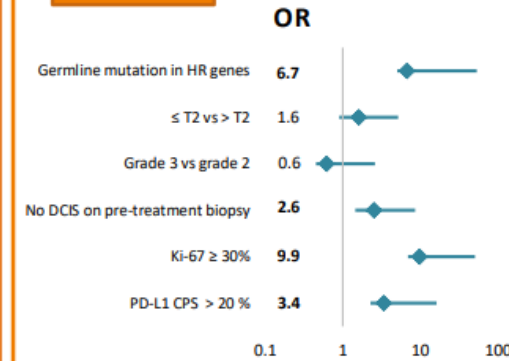 OR
Germline mutation in HR genes 6.7
≤ T2 vs > T2 1.6
Grade 3 vs grade 2 0.6
No DCIS on pre-treatment biopsy 2.6
Ki-67 ≥ 30% 9.9
PD-L1 CPS > 20 % 3.4
0.1 1 10 100